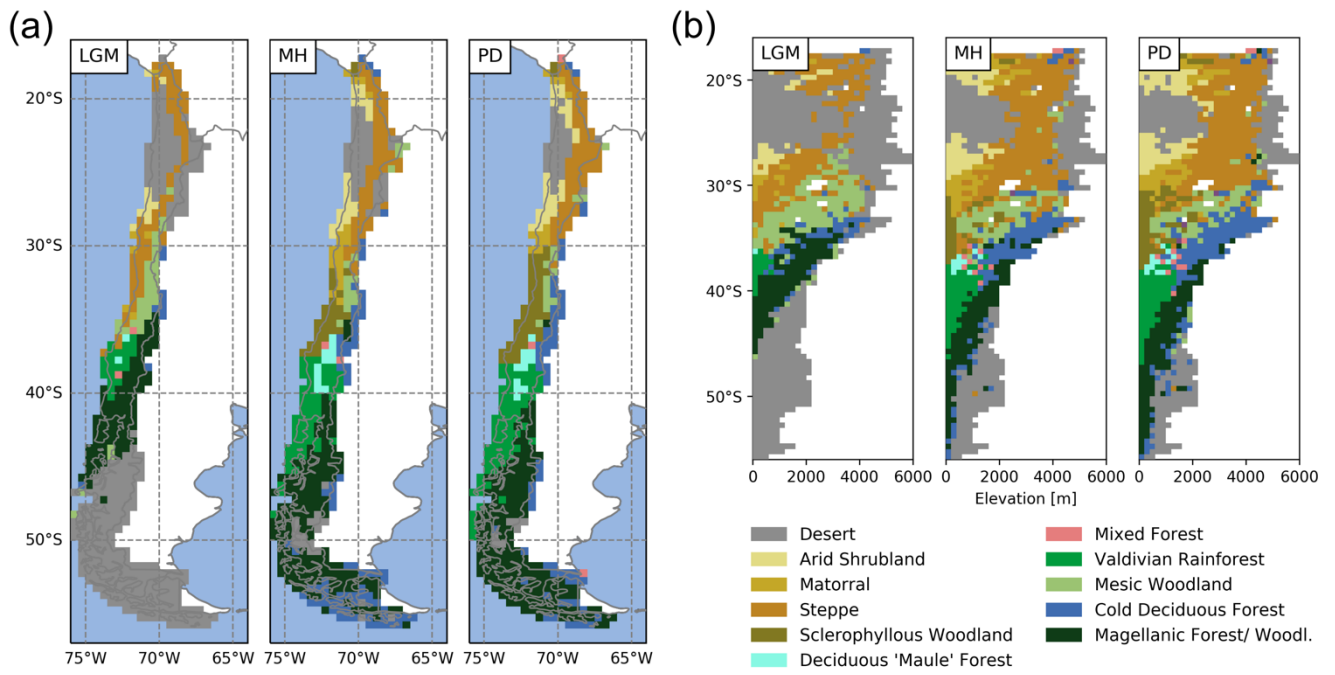 (a)
LGM
MH
PD
20°S
30°S
40°S
50°S
75°W 70°W 65°W
75°W 70°W 65°W
75°W 70°W 65°W
(b)
LGM
MH
PD
20°S
30°S
40°S
50°S
0 2000 4000 6000
0 2000 4000 6000
0 2000 4000 6000
Elevation [m]
Desert
Arid Shrubland
Matorral
Steppe
Sclerophyllous Woodland
Deciduous 'Maule' Forest
Mixed Forest
Valdivian Rainforest
Mesic Woodland
Cold Deciduous Forest
Magellanic Forest/ Woodl.